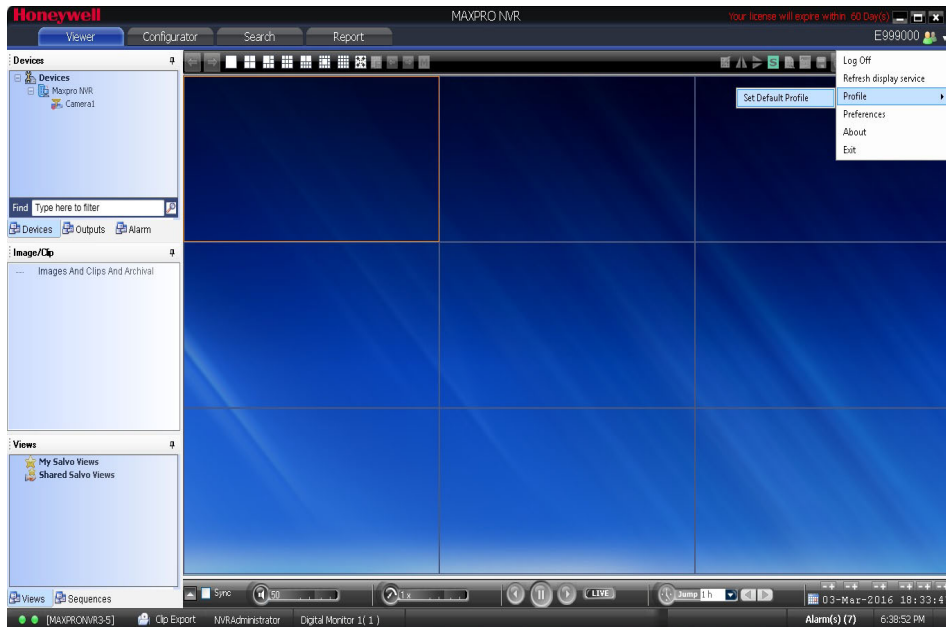 Honeywell
MAXPRO NVR
Your license will expire within 60 Day(s)
Viewer
Configurator
Search
Report
E999000
Devices
Devices
Maxpro NVR
Camera1
Find
Type here to filter
Devices
Outputs
Alarm
Image/Clip
Images And Clips And Archival
Views
My Salvo Views
Shared Salvo Views
Views
Sequences
S
Log Off
Refresh display service
Profile
Set Default Profile
Preferences
About
Exit
Sync
50
1x
LIVE
Jump
1 h
03-Mar-2016 18:33:4
[MAXPRONVR3-5]
Clip Export
NVRAdministrator
Digital Monitor 1( 1 )
Alarm(s) (7)
6:38:52 PM